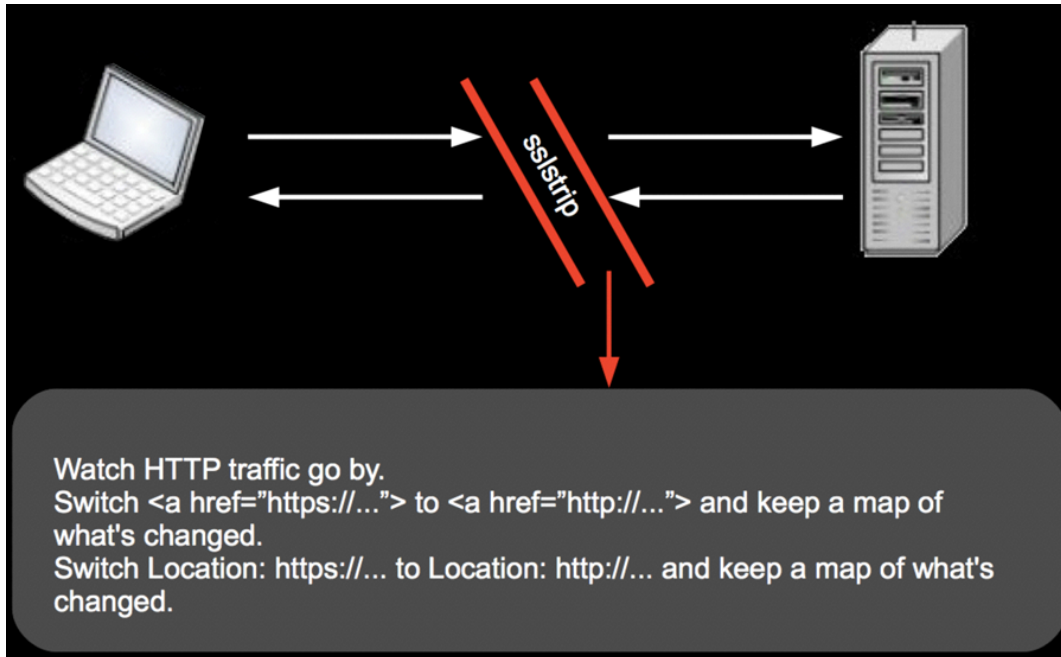 sslstrip
Watch HTTP traffic go by.
Switch <a href=”https://...”> to <a href=”http://...”> and keep a map of
what's changed.
Switch Location: https://... to Location: http://... and keep a map of what's
changed.